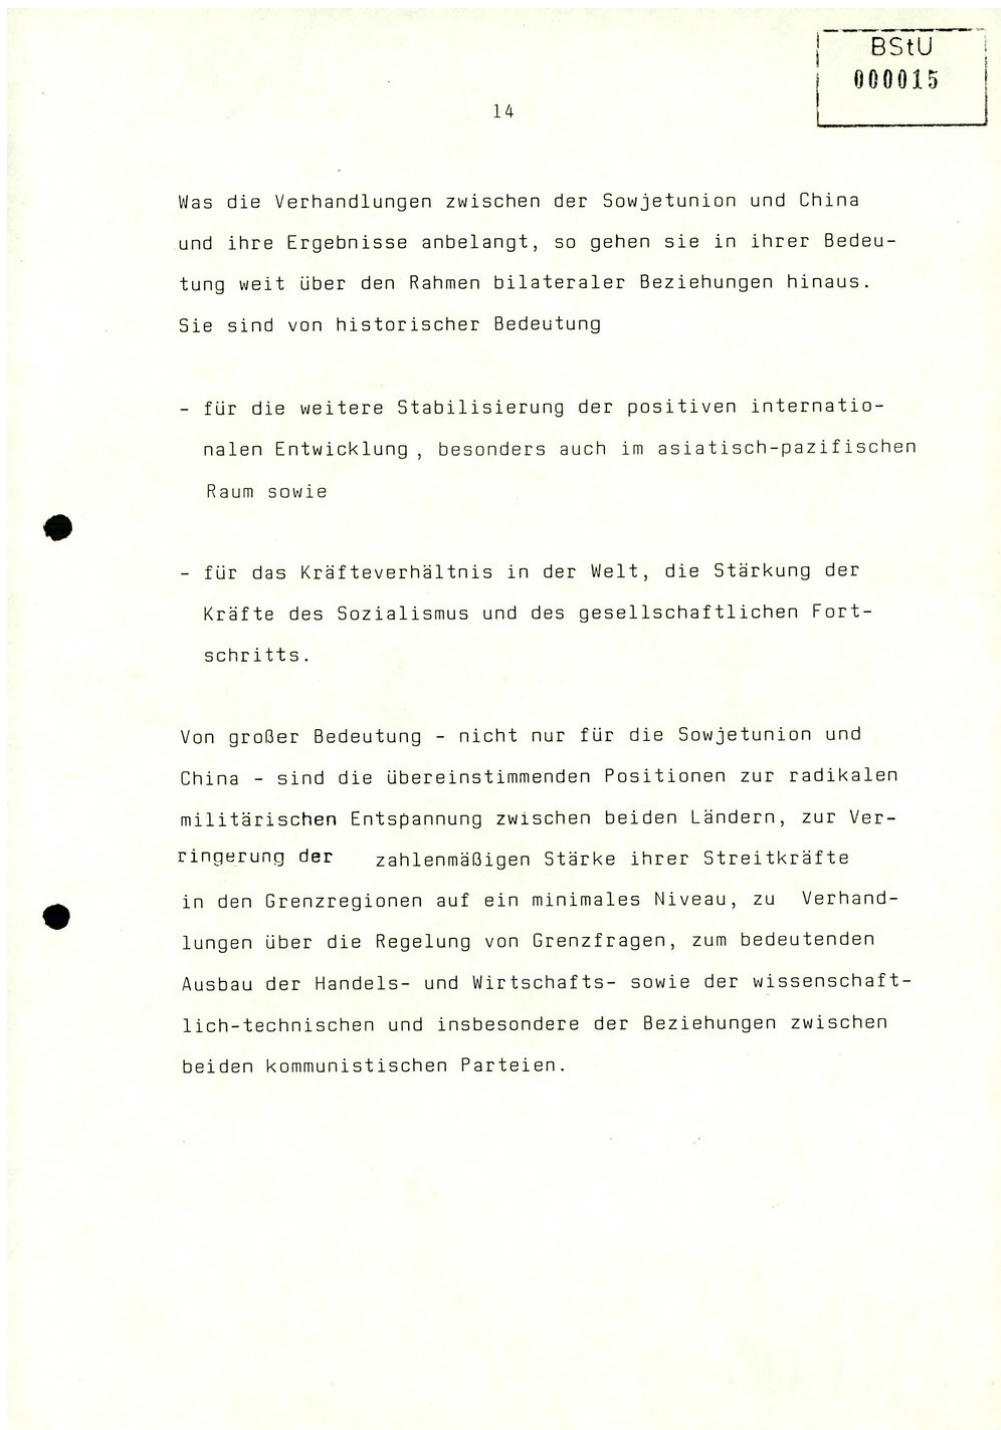 BStU
000015
14
Was die Verhandlungen zwischen der Sowjetunion und China
und ihre Ergebnisse anbelangt, so gehen sie in ihrer Bedeu-
tung weit über den Rahmen bilateraler Beziehungen hinaus.
Sie sind von historischer Bedeutung
- für die weitere Stabilisierung der positiven internatio-
nalen Entwicklung, besonders auch im asiatisch-pazifischen
Raum sowie
- für das Kräfteverhältnis in der Welt, die Stärkung der
Kräfte des Sozialismus und des gesellschaftlichen Fort-
schritts.
Von großer Bedeutung - nicht nur für die Sowjetunion und
China - sind die übereinstimmenden Positionen zur radikalen
militärischen Entspannung zwischen beiden Ländern, zur Ver-
ringerung der zahlenmäßigen Stärke ihrer Streitkräfte
in den Grenzregionen auf ein minimales Niveau, zu Verhand-
lungen über die Regelung von Grenzfragen, zum bedeutenden
Ausbau der Handels- und Wirtschafts- sowie der wissenschaft-
lich-technischen und insbesondere der Beziehungen zwischen
beiden kommunistischen Parteien.